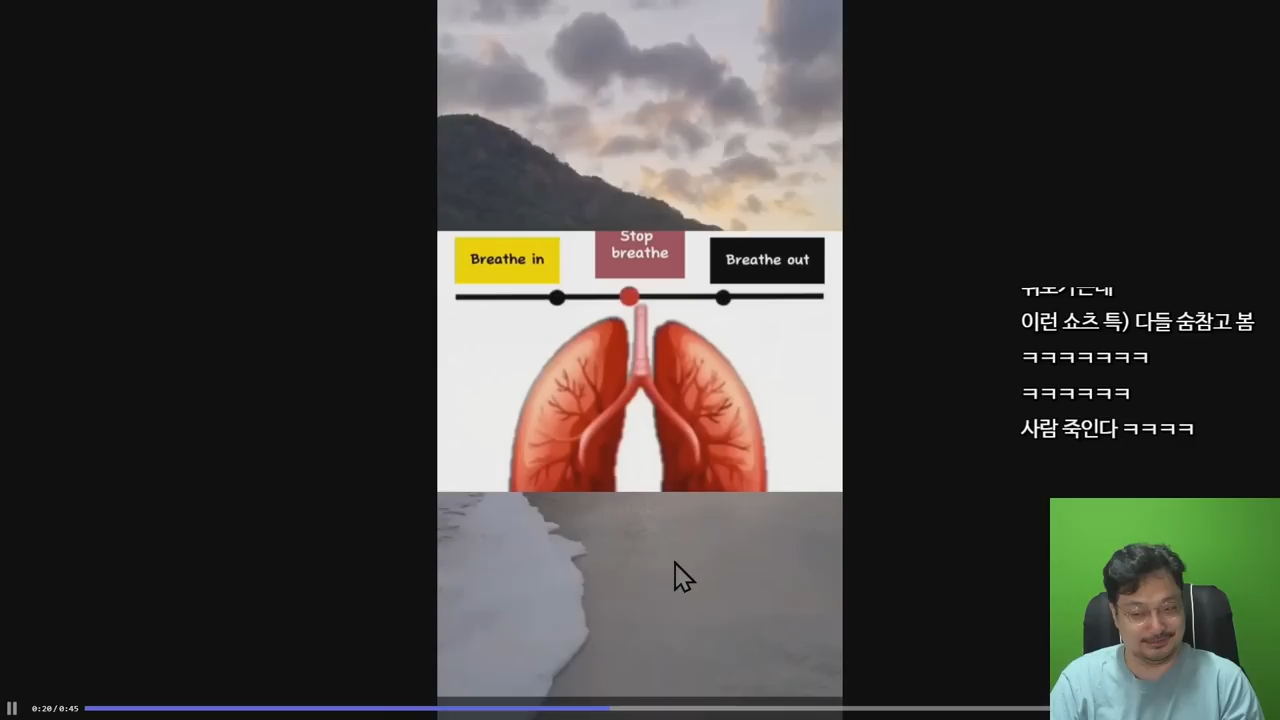 Breathe in
Stop
breathe
Breathe out
이런 쇼츠 특) 다들 숨참고 봄
ㅋㅋㅋㅋㅋㅋㅋ
ㅋㅋㅋㅋㅋㅋ
사람 죽인다 ㅋㅋㅋㅋ
0:20/0:45